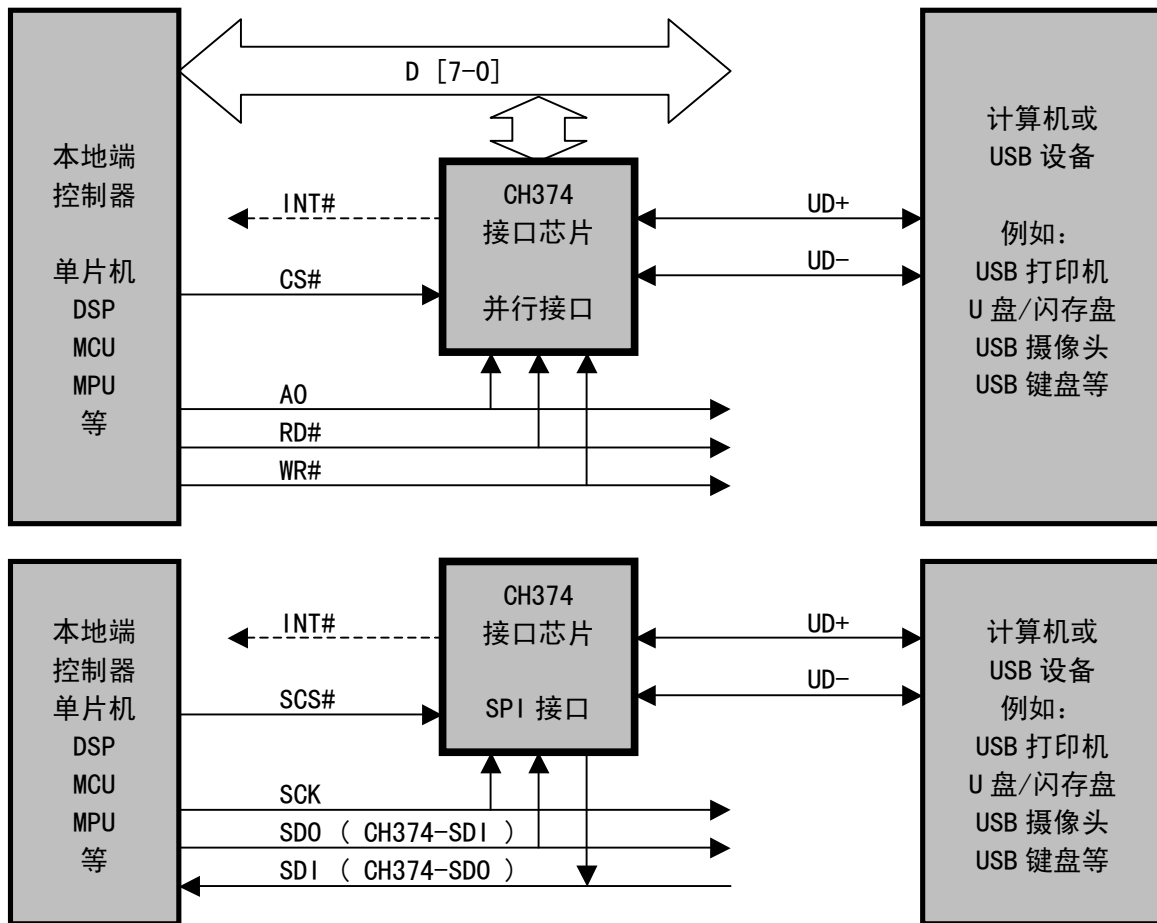 D [7-0]
本地端
控制器
单片机
DSP
MCU
MPU
等
INT#
CS#
A0
RD#
WR#
CH374
接口芯片
并行接口
UD+
UD-
计算机或
USB 设备
例如：
USB 打印机
U 盘/闪存盘
USB 摄像头
USB 键盘等
本地端
控制器
单片机
DSP
MCU
MPU
等
INT#
SCS#
SCK
SDO （ CH374-SDI ）
SDI （ CH374-SDO ）
CH374
接口芯片
SPI 接口
UD+
UD-
计算机或
USB 设备
例如：
USB 打印机
U 盘/闪存盘
USB 摄像头
USB 键盘等